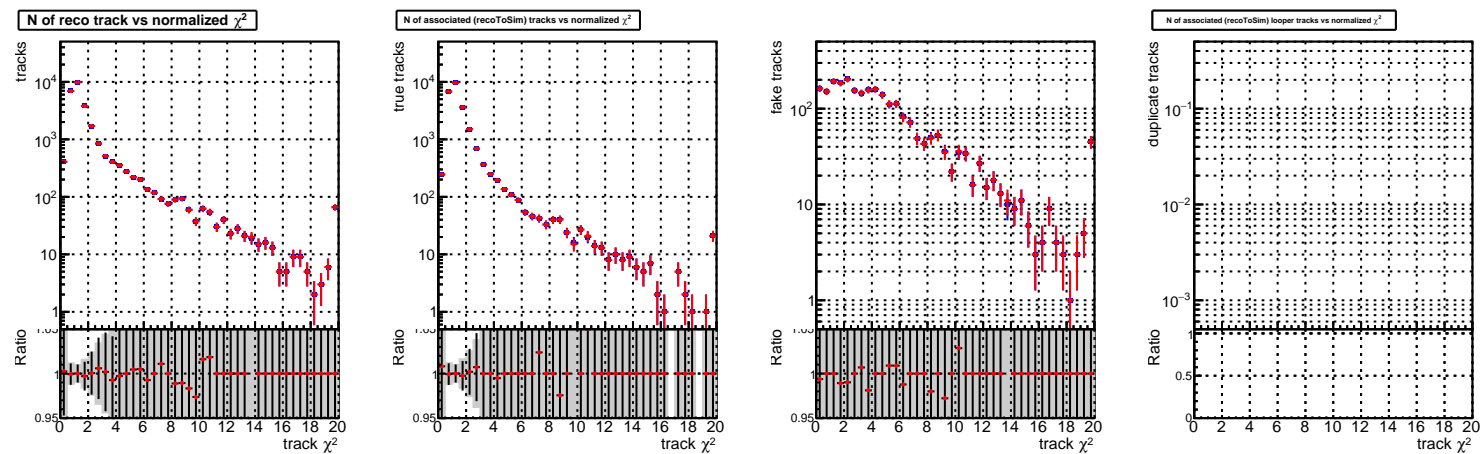 N of reco track vs normalized χ²
tracks
10⁴
10³
10²
10
1
Ratio
1.05
1
0.95
0 2 4 6 8 10 12 14 16 18 20
track χ²
N of associated (recoToSim) tracks vs normalized χ²
true tracks
10⁴
10³
10²
10
1
Ratio
1.05
1
0.95
0 2 4 6 8 10 12 14 16 18 20
track χ²
fake tracks
10²
10
1
Ratio
1.05
1
0.95
0 2 4 6 8 10 12 14 16 18 20
track χ²
N of associated (recoToSim) looper tracks vs normalized χ²
duplicate tracks
10⁻¹
10⁻²
10⁻³
Ratio
1
0.5
0
0 2 4 6 8 10 12 14 16 18 20
track χ²